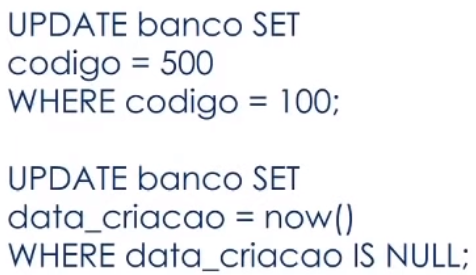 UPDATE banco SET
codigo = 500
WHERE codigo = 100;
UPDATE banco SET
data_criacao = now()
WHERE data_criacao IS NULL;